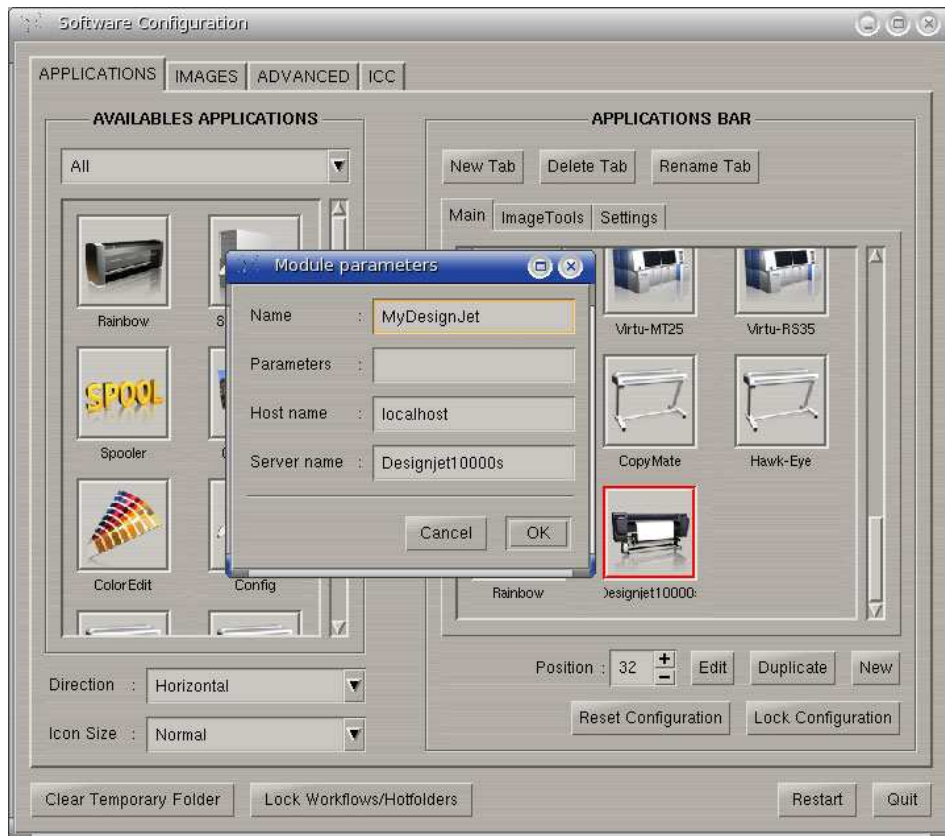 Software Configuration
APPLICATIONS IMAGES ADVANCED ICC
AVAILABLES APPLICATIONS
All
Rainbow
Spooler
ColorEdit Config
Direction : Horizontal
Icon Size : Normal
Module parameters
Name : MyDesignJet
Parameters :
Host name : localhost
Server name : Designjet10000s
Cancel OK
APPLICATIONS BAR
New Tab Delete Tab Rename Tab
Main ImageTools Settings
Virtu-MT25 Virtu-RS35
CopyMate Hawk-Eye
Rainbow esignjet10000
Position : 32 + − Edit Duplicate New
Reset Configuration Lock Configuration
Clear Temporary Folder Lock Workflows/Hotfolders Restart Quit
SPOOL